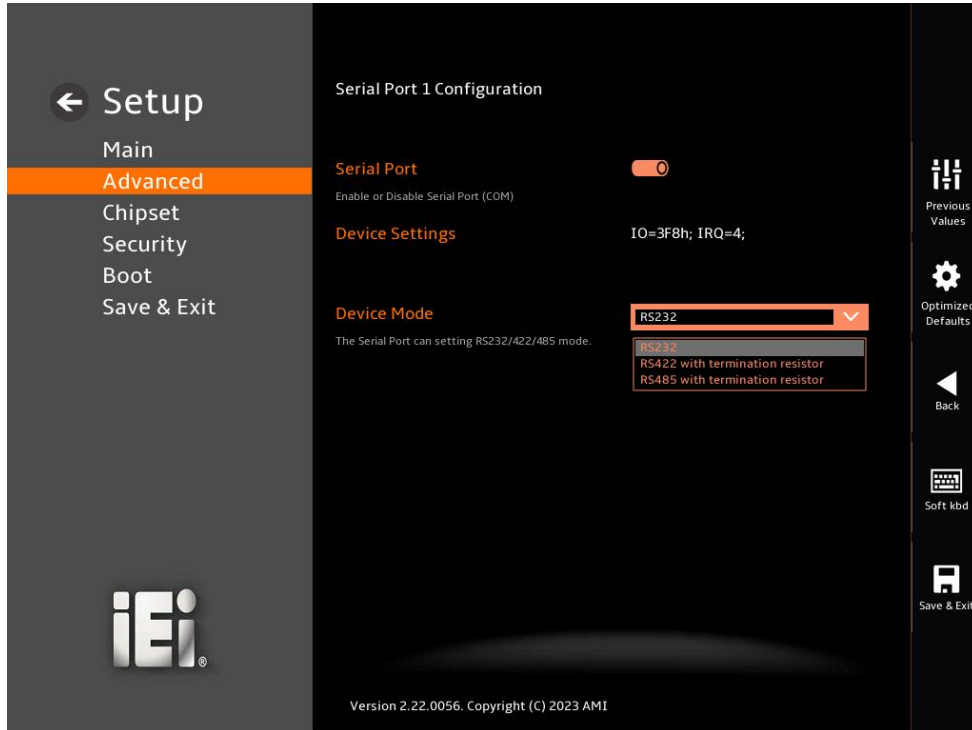 Setup
Main
Advanced
Chipset
Security
Boot
Save & Exit
iEi®
Serial Port 1 Configuration
Serial Port
Enable or Disable Serial Port (COM)
Device Settings
IO=3F8h; IRQ=4;
Device Mode
RS232
The Serial Port can setting RS232/422/485 mode.
RS232
RS422 with termination resistor
RS485 with termination resistor
Version 2.22.0056. Copyright (C) 2023 AMI
Previous
Values
Optimized
Defaults
Back
Soft kbd
Save & Exit